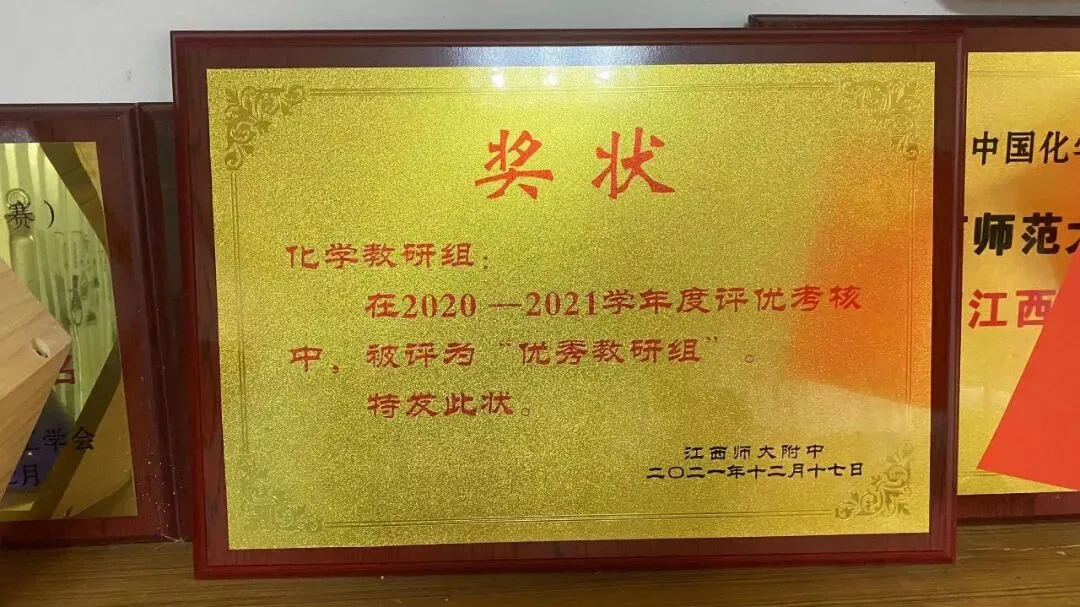 奖状
化学教研组：
在2020—2021学年度评优考核
中，被评为“优秀教研组”。
特发此状。
江西师大附中
二〇二一年十二月十七日
赛）
学会
月
中国化学
师范大
江西